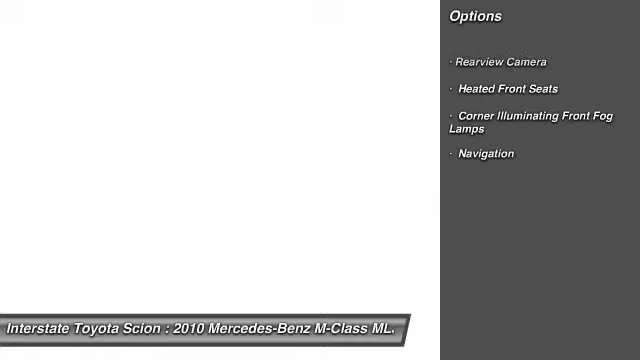 Options
· Rearview Camera
· Heated Front Seats
· Corner Illuminating Front Fog
Lamps
· Navigation
Interstate Toyota Scion : 2010 Mercedes-Benz M-Class ML.